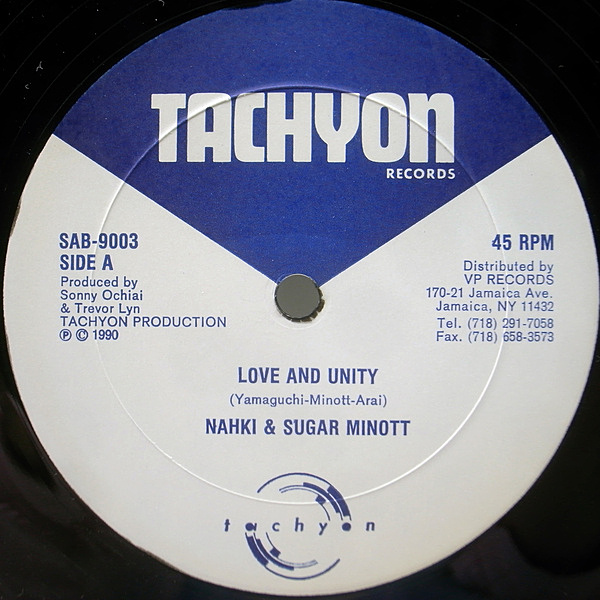 TACHYON
RECORDS
SAB-9003
SIDE A
Produced by
Sonny Ochiai
& Trevor Lyn
TACHYON PRODUCTION
℗ © 1990
45 RPM
Distributed by
VP RECORDS
170-21 Jamaica Ave.
Jamaica, NY 11432
Tel. (718) 291-7058
Fax. (718) 658-3573
LOVE AND UNITY
(Yamaguchi-Minott-Arai)
NAHKI & SUGAR MINOTT
tachyon